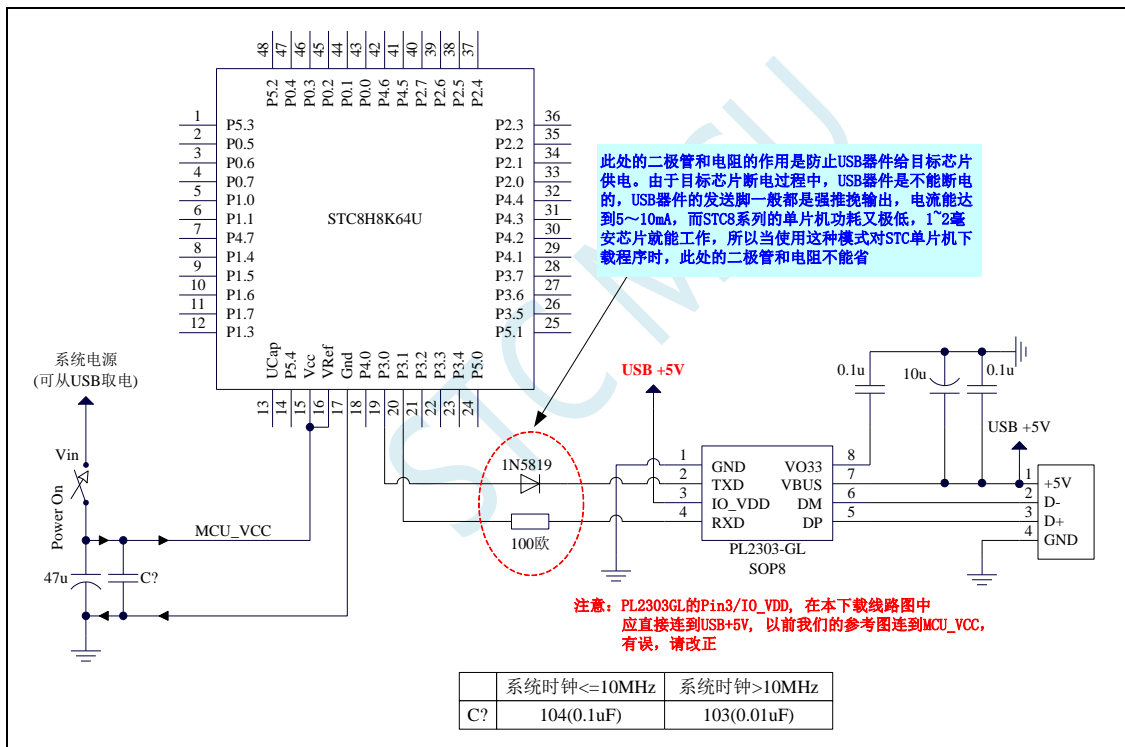 48 47 46 45 44 43 42 41 40 39 38 37
P5.2 P0.4 P0.3 P0.2 P0.1 P0.0 P4.6 P4.5 P2.7 P2.6 P2.5 P2.4
1 P5.3
2 P0.5
3 P0.6
4 P0.7
5 P1.0
6 P1.1
7 P4.7
8 P1.4
9 P1.5
10 P1.6
11 P1.7
12 P1.3
STC8H8K64U
P2.3 36
P2.2 35
P2.1 34
P2.0 33
P4.4 32
P4.3 31
P4.2 30
P4.1 29
P3.7 28
P3.6 27
P3.5 26
P5.1 25
UCap P5.4 Vcc VRef Gnd P4.0 P3.0 P3.1 P3.2 P3.3 P3.4 P5.0
13 14 15 16 17 18 19 20 21 22 23 24
此处的二极管和电阻的作用是防止USB器件给目标芯片
供电。由于目标芯片断电过程中，USB器件是不能断电
的，USB器件的发送脚一般都是强推挽输出，电流能达
到5～10mA，而STC8系列的单片机功耗又极低，1~2毫
安芯片就能工作，所以当使用这种模式对STC单片机下
载程序时，此处的二极管和电阻不能省
系统电源
(可从USB取电)
Vin
Power On
MCU_VCC
47u
C?
1N5819
100欧
USB +5V
0.1u
10u
0.1u
USB +5V
1 GND VO33 8
2 TXD VBUS 7
3 IO_VDD DM 6
4 RXD DP 5
PL2303-GL
SOP8
1 +5V
2 D-
3 D+
4 GND
注意：PL2303GL的Pin3/IO_VDD, 在本下载线路图中
应直接连到USB+5V, 以前我们的参考图连到MCU_VCC，
有误，请改正
系统时钟<=10MHz 系统时钟>10MHz
C? 104(0.1uF) 103(0.01uF)
STC MCU